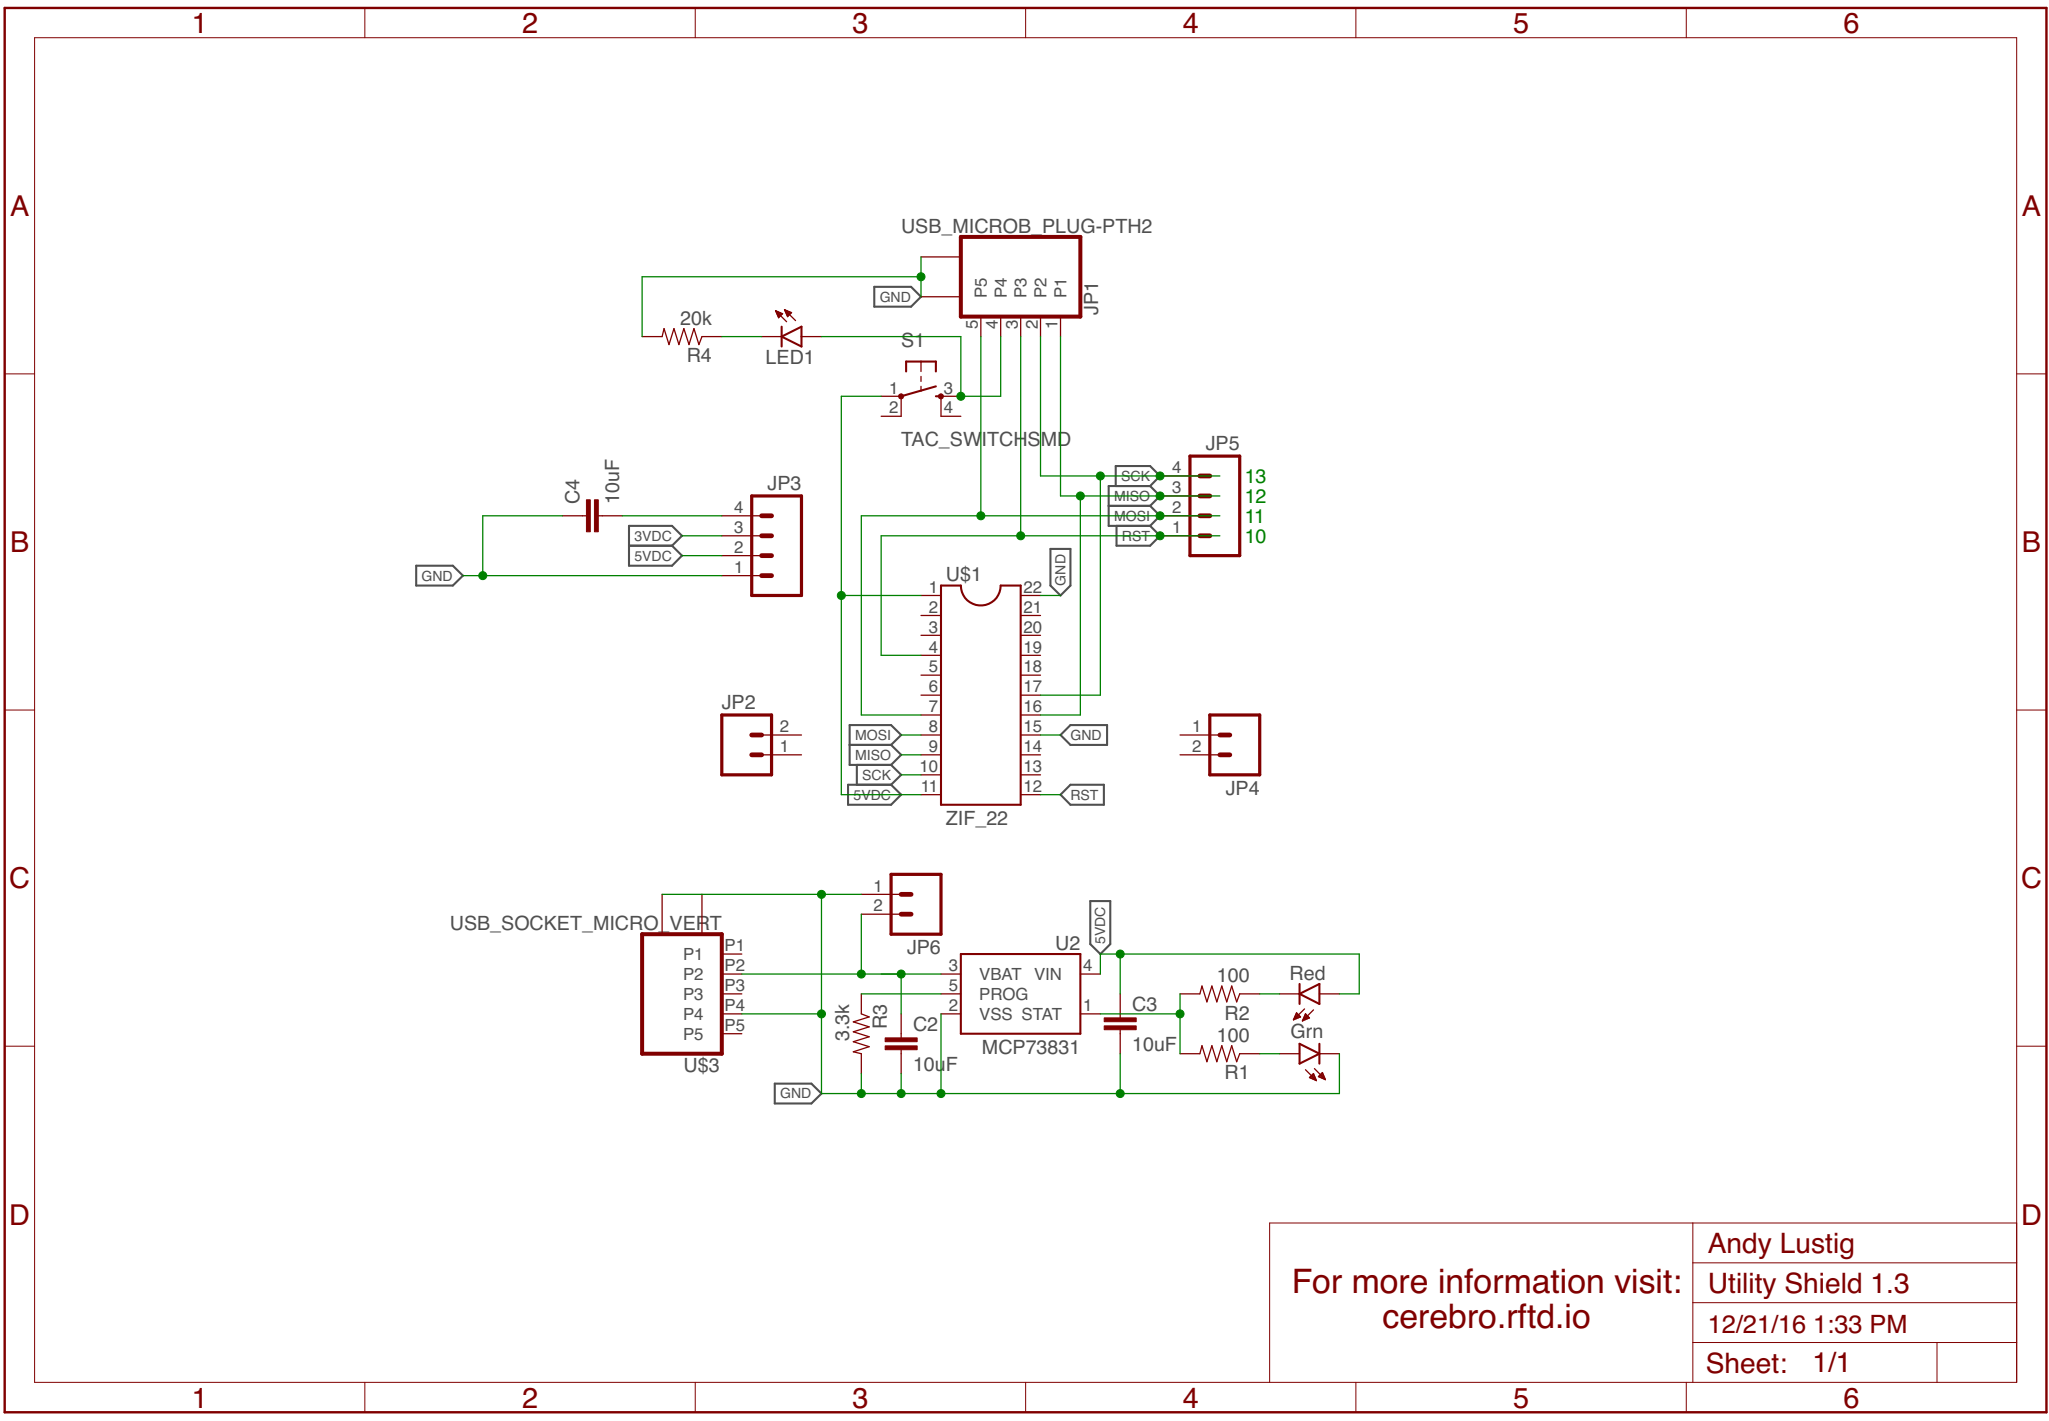 1 2 3 4 5 6
A A
USB_MICROB_PLUG-PTH2
P5 P4 P3 P2 P1
JP1
GND
5 4 3 2 1
20k
R4
LED1
S1
1 3
2 4
TAC_SWITCHSMD
JP5
SCK 4 13
MISO 3 12
MOSI 2 11
RST 1 10
C4
10uF
JP3
4
3VDC 3
5VDC 2
GND 1
B B
GND
U$1
1 22
2 21
3 20
4 19
5 18
6 17
7 16
MOSI 8 15 GND
MISO 9 14
SCK 10 13
5VDC 11 12 RST
ZIF_22
JP2
2
1
1
2
JP4
C C
1
2
JP6
USB_SOCKET_MICRO_VERT
P1 P1
P2 P2
P3 P3
P4 P4
P5 P5
U$3
5VDC
U2
3 VBAT VIN 4
5 PROG
2 VSS STAT 1
MCP73831
3.3k
R3
C2
10uF
C3
10uF
100 Red
R2
Grn
100
R1
GND
D D
For more information visit:
cerebro.rftd.io
Andy Lustig
Utility Shield 1.3
12/21/16 1:33 PM
Sheet: 1/1
1 2 3 4 5 6